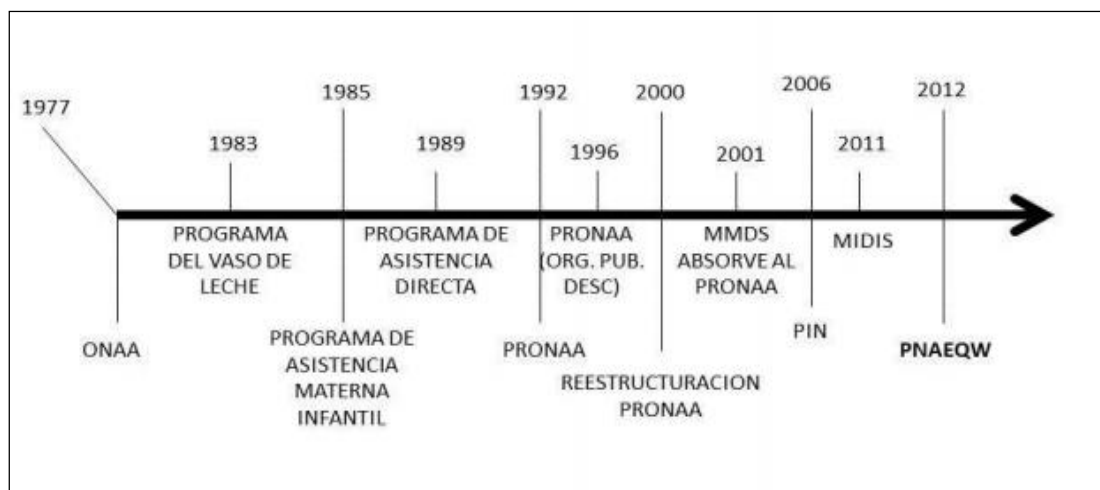 1977
1983
1985
1989
1992
1996
2000
2001
2006
2011
2012
ONAA
PROGRAMA
DEL VASO DE
LECHE
PROGRAMA DE
ASISTENCIA
MATERNA
INFANTIL
PROGRAMA DE
ASISTENCIA
DIRECTA
PRONAA
PRONAA
(ORG. PUB.
DESC)
REESTRUCTURACION
PRONAA
MMDS
ABSORVE AL
PRONAA
PIN
MIDIS
PNAEQW